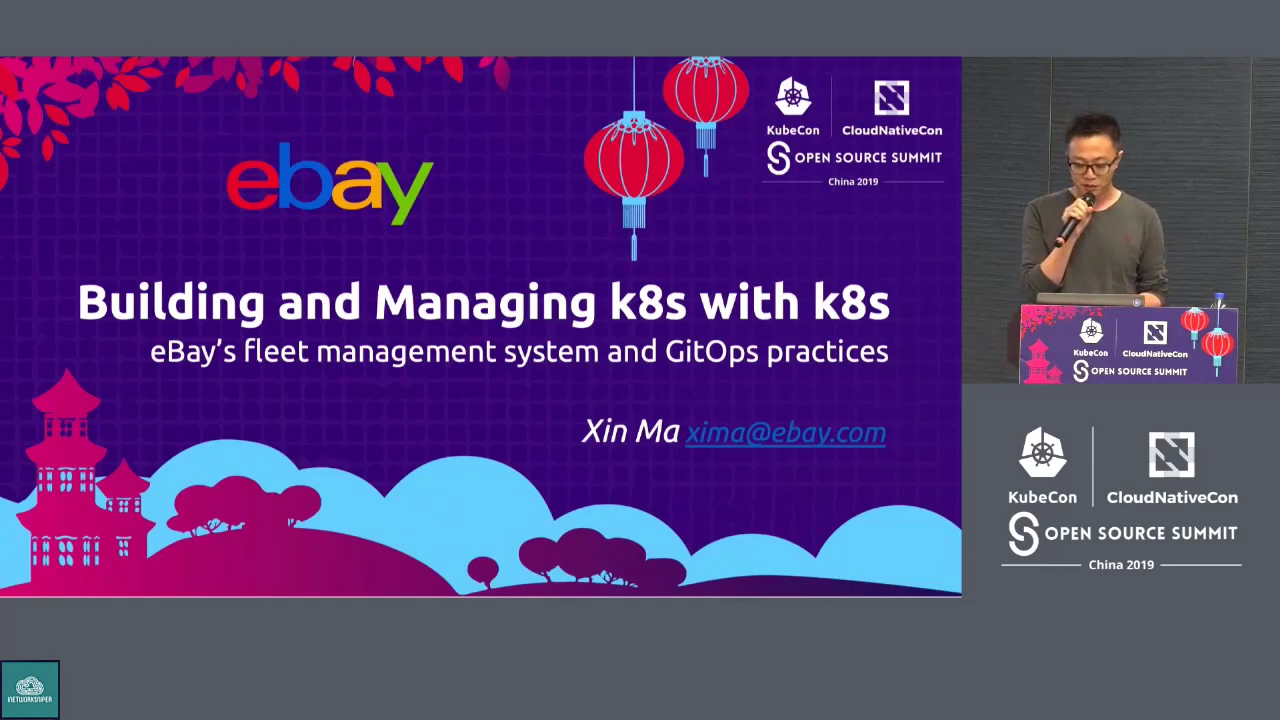 ebay
KubeCon
CloudNativeCon
OPEN SOURCE SUMMIT
China 2019
Building and Managing k8s with k8s
eBay's fleet management system and GitOps practices
Xin Ma xima@ebay.com
KubeCon
CloudNativeCon
OPEN SOURCE SUMMIT
KubeCon
CloudNativeCon
OPEN SOURCE SUMMIT
China 2019
INETWORKSNIPER